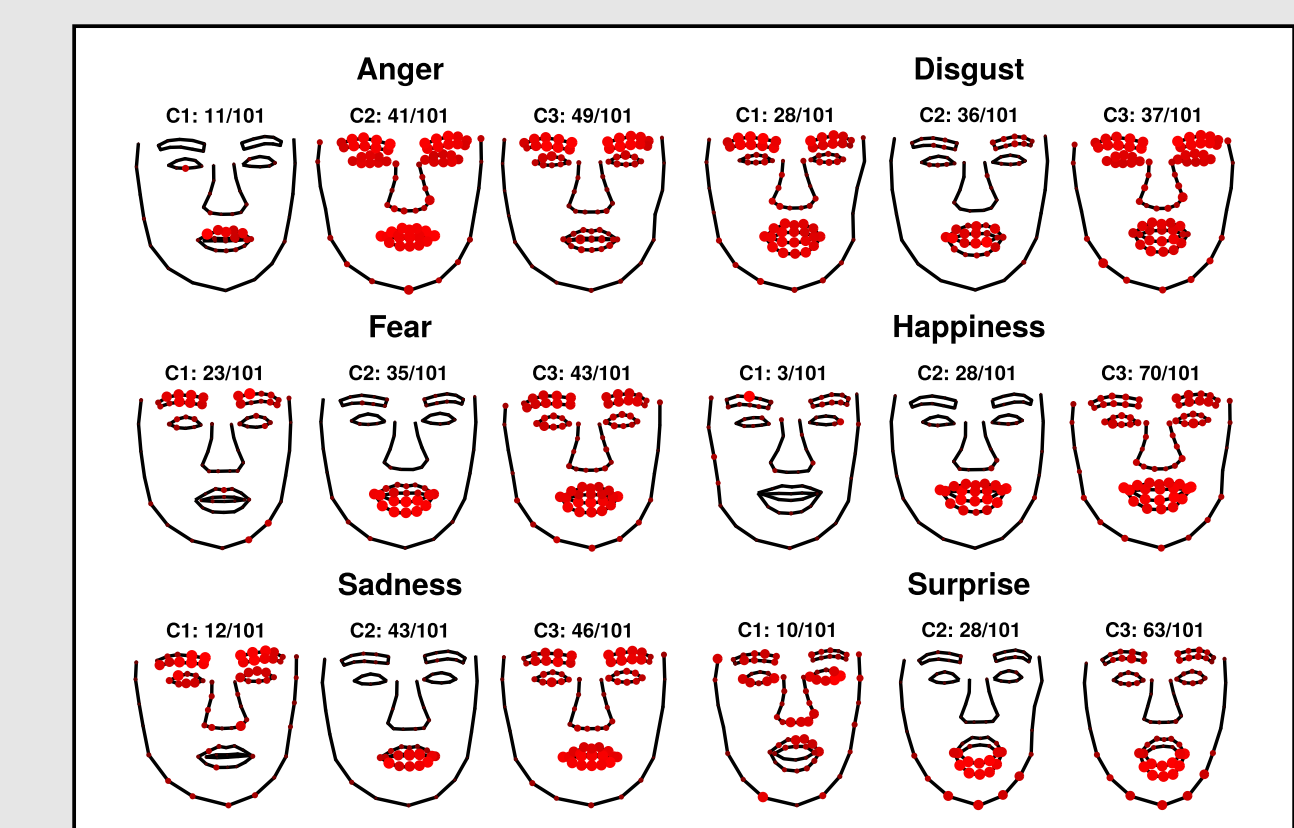 Anger
Disgust
C1: 11/101
C2: 41/101
C3: 49/101
C1: 28/101
C2: 36/101
C3: 37/101
Fear
Happiness
C1: 23/101
C2: 35/101
C3: 43/101
C1: 3/101
C2: 28/101
C3: 70/101
Sadness
Surprise
C1: 12/101
C2: 43/101
C3: 46/101
C1: 10/101
C2: 28/101
C3: 63/101